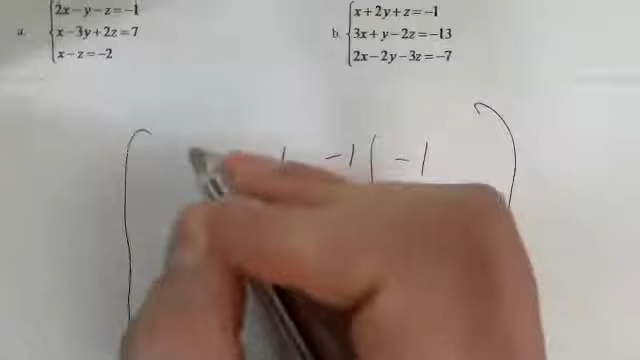 a.
2x-y-z=-1
x-3y+2z=7
x-z=-2
b.
x+2y+z=-1
3x+y-2z=-13
2x-2y-3z=-7
-1 | -1